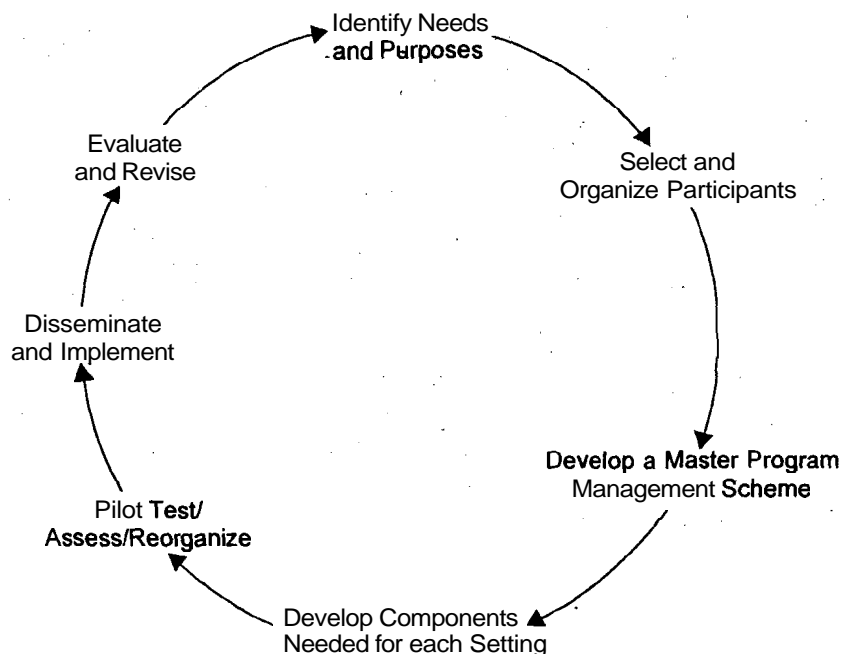 Identify Needs
and Purposes
Select and
Organize Participants
Develop a Master Program
Management Scheme
Develop Components
Needed for each Setting
Pilot Test/
Assess/Reorganize
Disseminate
and Implement
Evaluate
and Revise